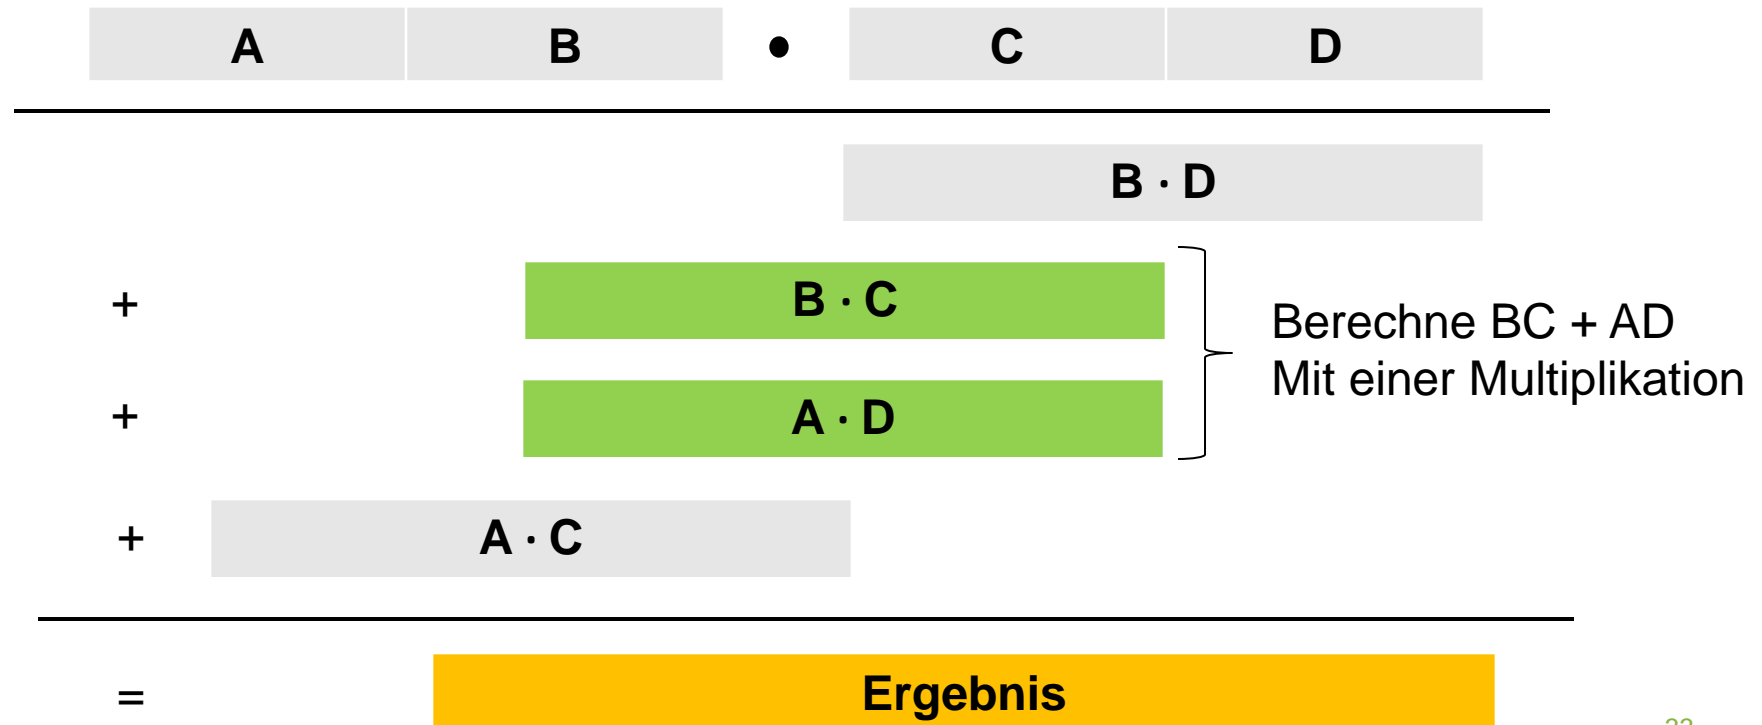 A B • C D
B · D
+ B · C
Berechne BC + AD
Mit einer Multiplikation
+ A · D
+ A · C
= Ergebnis